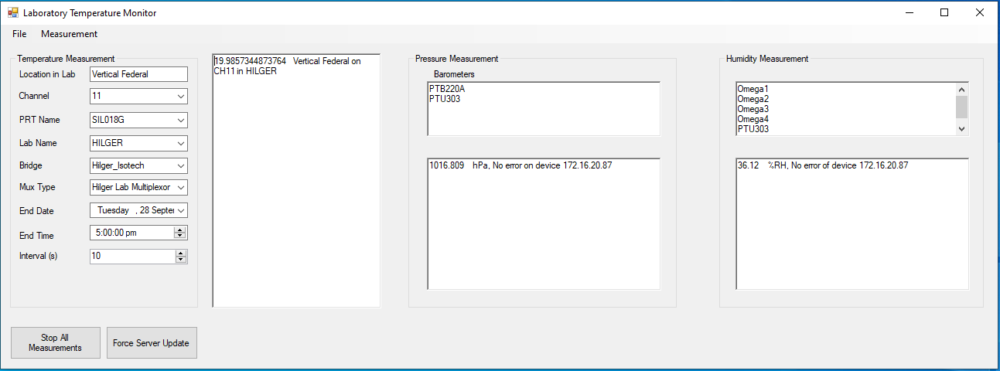 Laboratory Temperature Monitor
File Measurement
Temperature Measurement
Location in Lab Vertical Federal
Channel 11
PRT Name SIL018G
Lab Name HILGER
Bridge Hilger_Isotech
Mux Type Hilger Lab Multiplexor
End Date Tuesday , 28 Septer
End Time 5:00:00 pm
Interval (s) 10
19.9857344873764 Vertical Federal on
CH11 in HILGER
Pressure Measurement
Barometers
PTB220A
PTU303
1016.809 hPa, No error on device 172.16.20.87
Humidity Measurement
Omega1
Omega2
Omega3
Omega4
PTU303
36.12 %RH, No error of device 172.16.20.87
Stop All
Measurements
Force Server Update